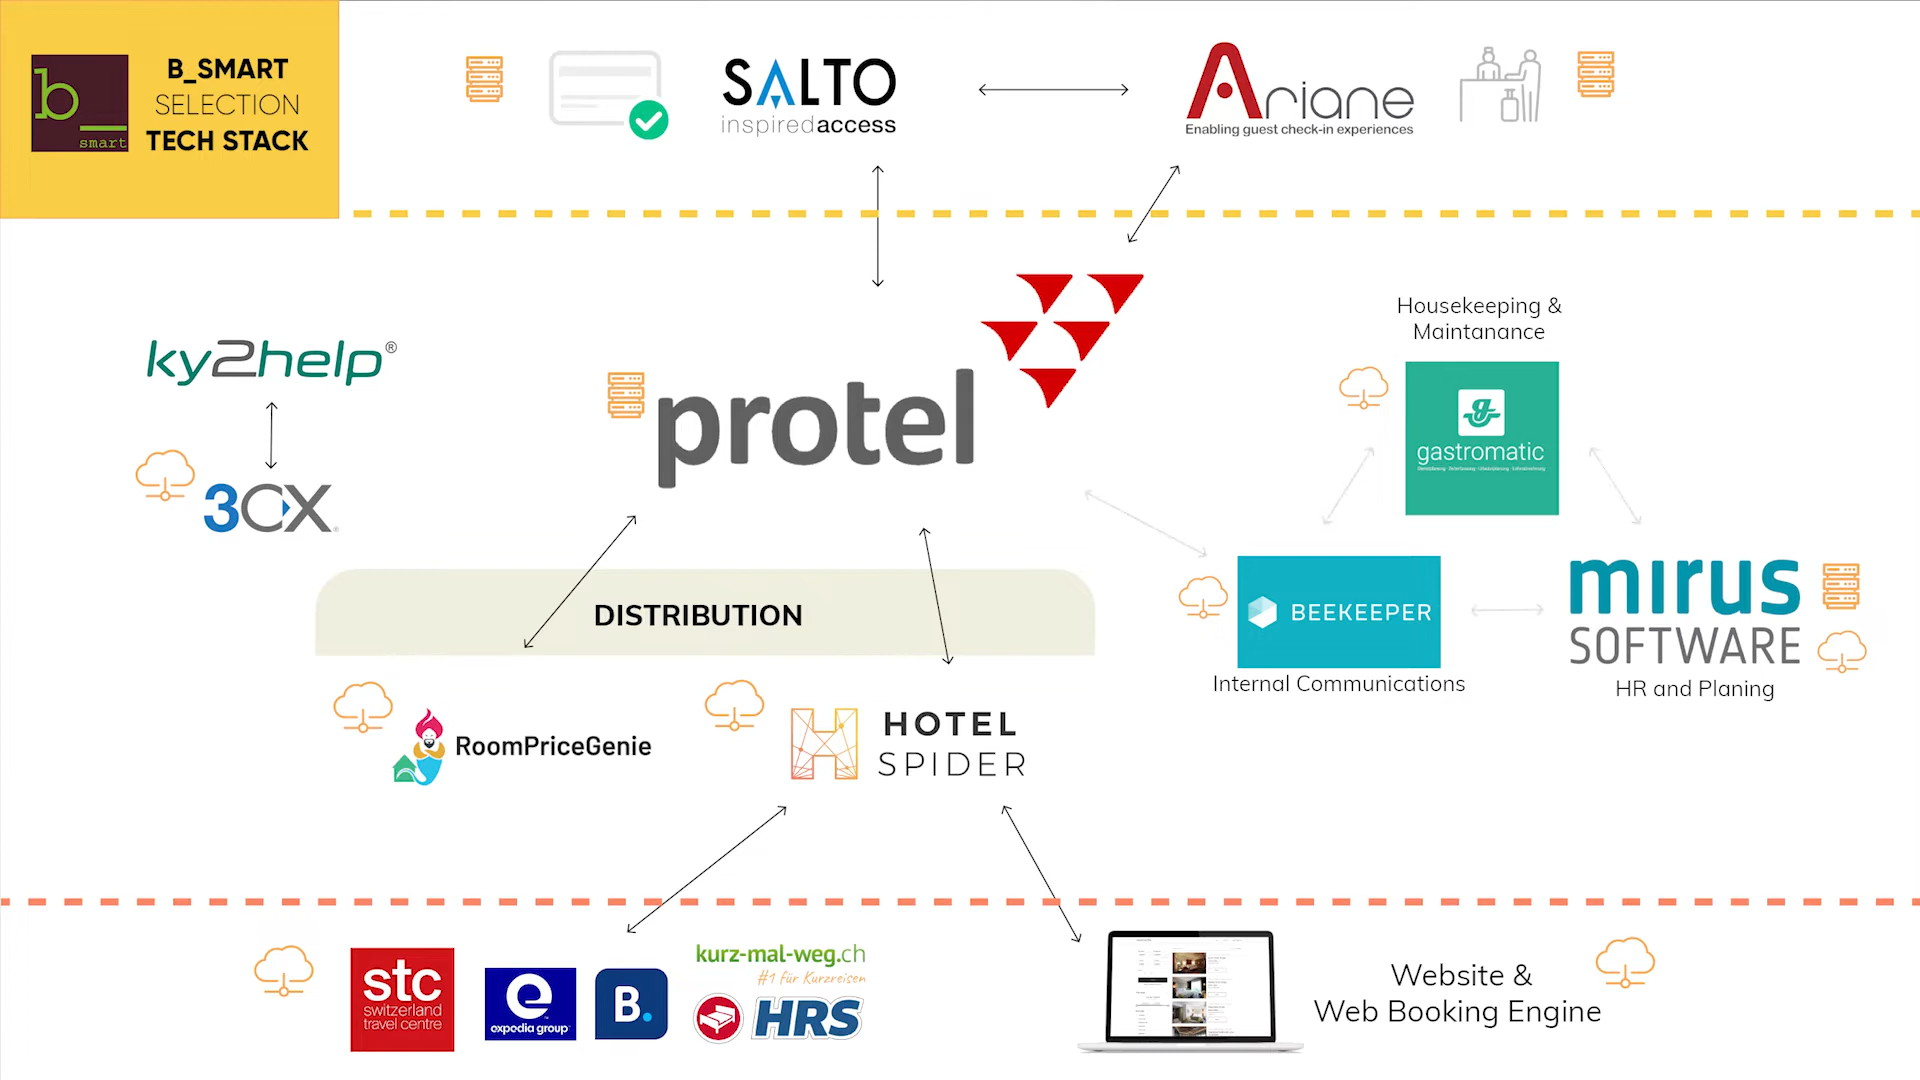 b_
smart
B_SMART
SELECTION
TECH STACK
SALTO
inspiredaccess
Ariane
Enabling guest check-in experiences
ky2help®
3CX
protel
Housekeeping &
Maintanance
g
gastromatic
BEEKEEPER
Internal Communications
mırus
SOFTWARE
HR and Planing
DISTRIBUTION
RoomPriceGenie
HOTEL
SPIDER
stc
switzerland
travel centre
e
expedia group™
B.
kurz-mal-weg.ch
#1 für Kurzreisen
HRS
Website &
Web Booking Engine